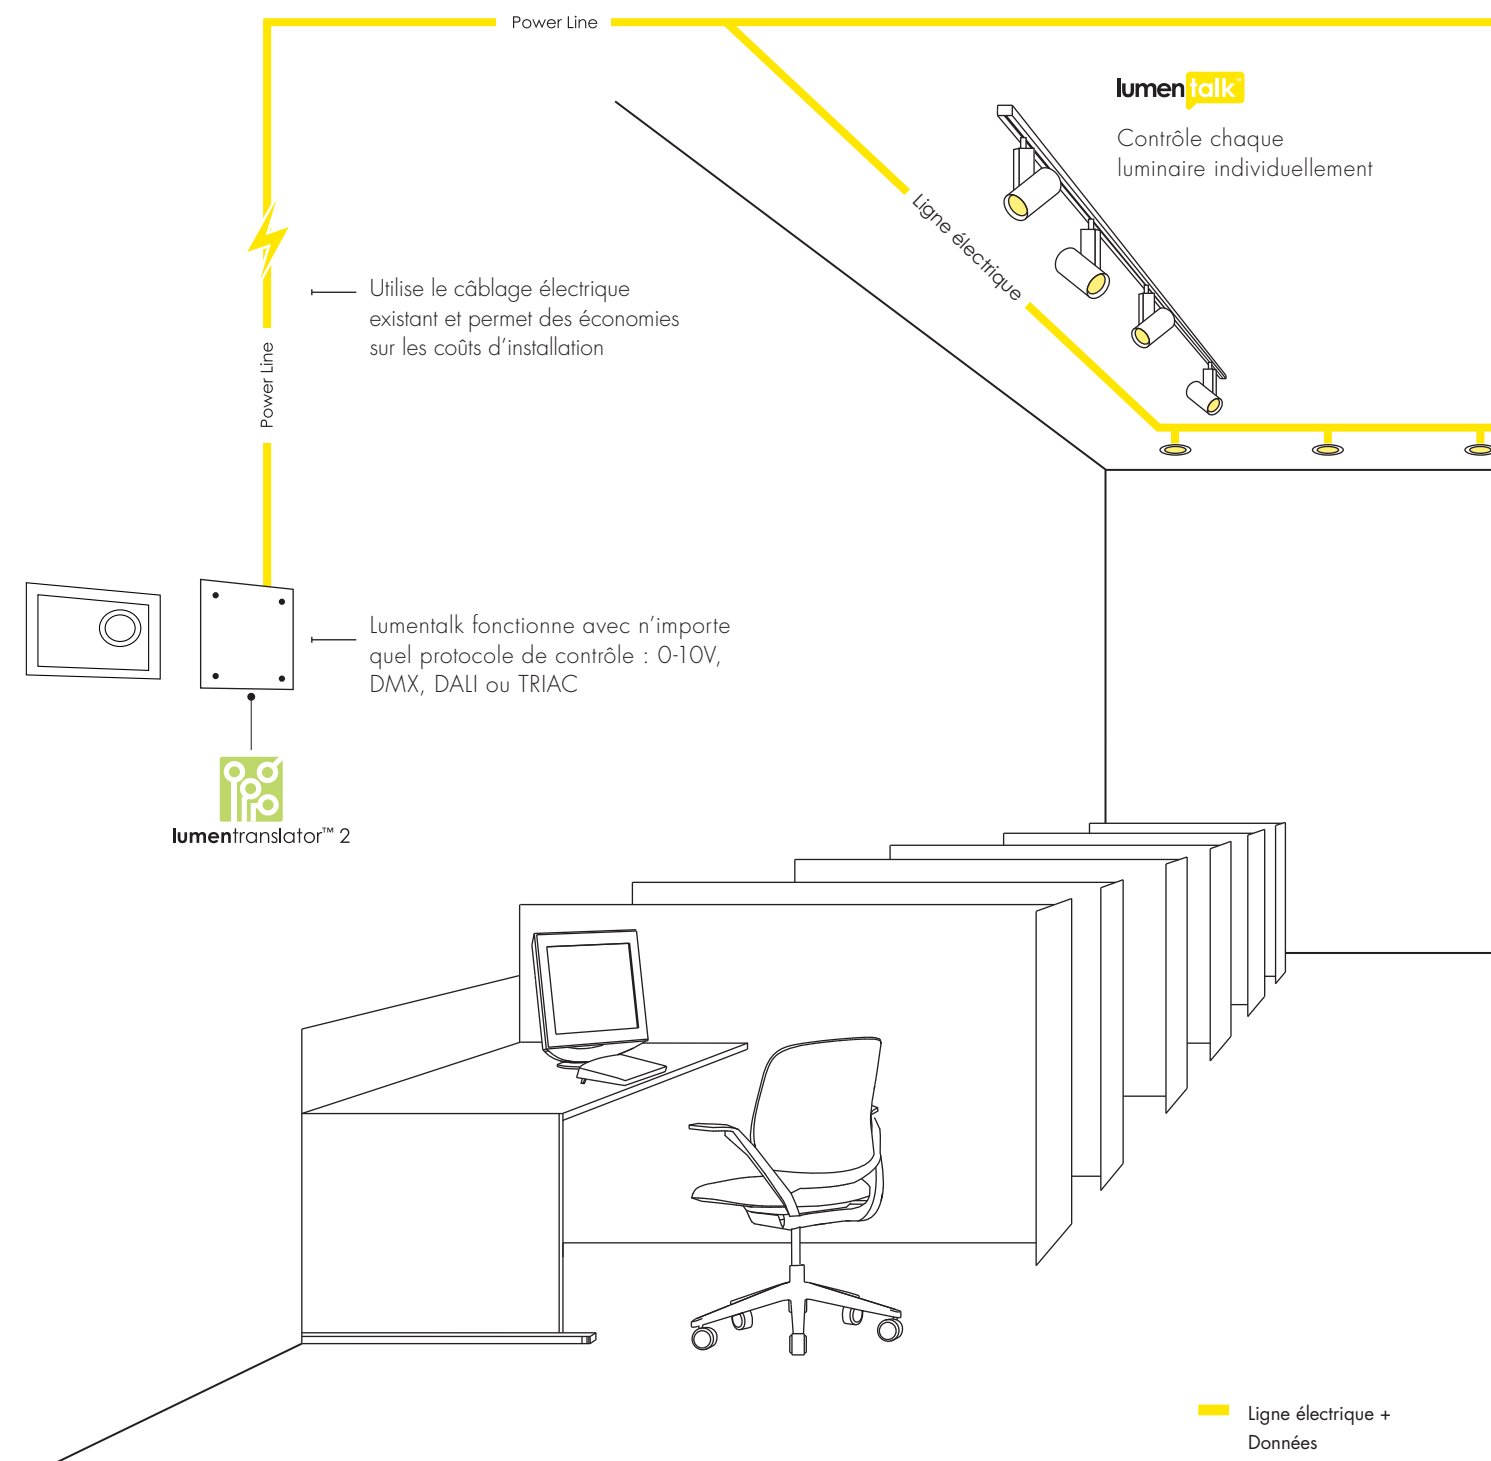 Power Line
lumentalk™
Contrôle chaque
luminaire individuellement
Ligne électrique
Utilise le câblage électrique
existant et permet des économies
sur les coûts d’installation
Power Line
Lumentalk fonctionne avec n’importe
quel protocole de contrôle : 0-10V,
DMX, DALI ou TRIAC
lumentranslator™ 2
Ligne électrique +
Données